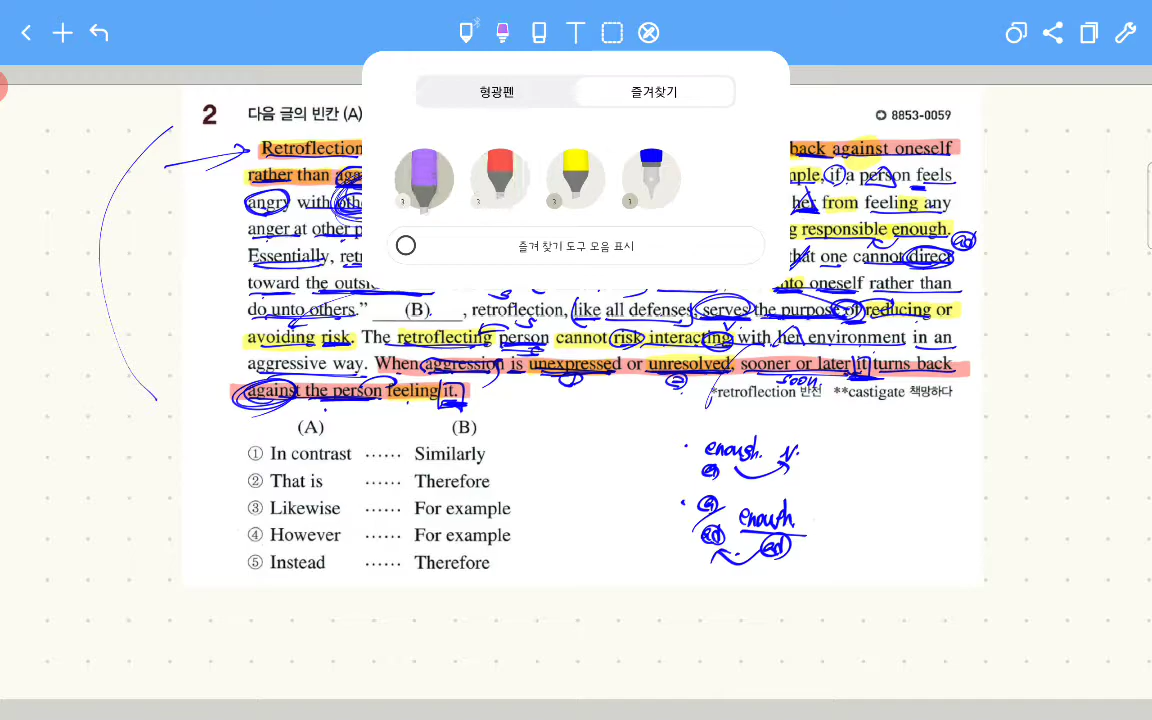 형광펜 즐겨찾기
3 3 3 3
즐겨 찾기 도구 모음 표시
2 다음 글의 빈칸 (A) 8853-0059
Retroflection back against oneself
rather than if a person feels
angry with from feeling any
anger at other responsible enough.
Essentially, that one cannot direct
toward the onto oneself rather than
do unto others.” (B) , retroflection, like all defenses, serves the purpose of reducing or
avoiding risk. The retroflecting person cannot risk interacting with her environment in an
aggressive way. When aggression is unexpressed or unresolved, sooner or later it turns back
against the person feeling it.
soon
*retroflection 반전 **castigate 책망하다
(A) (B)
① In contrast ······ Similarly
② That is ······ Therefore
③ Likewise ······ For example
④ However ······ For example
⑤ Instead ······ Therefore
enough
enough